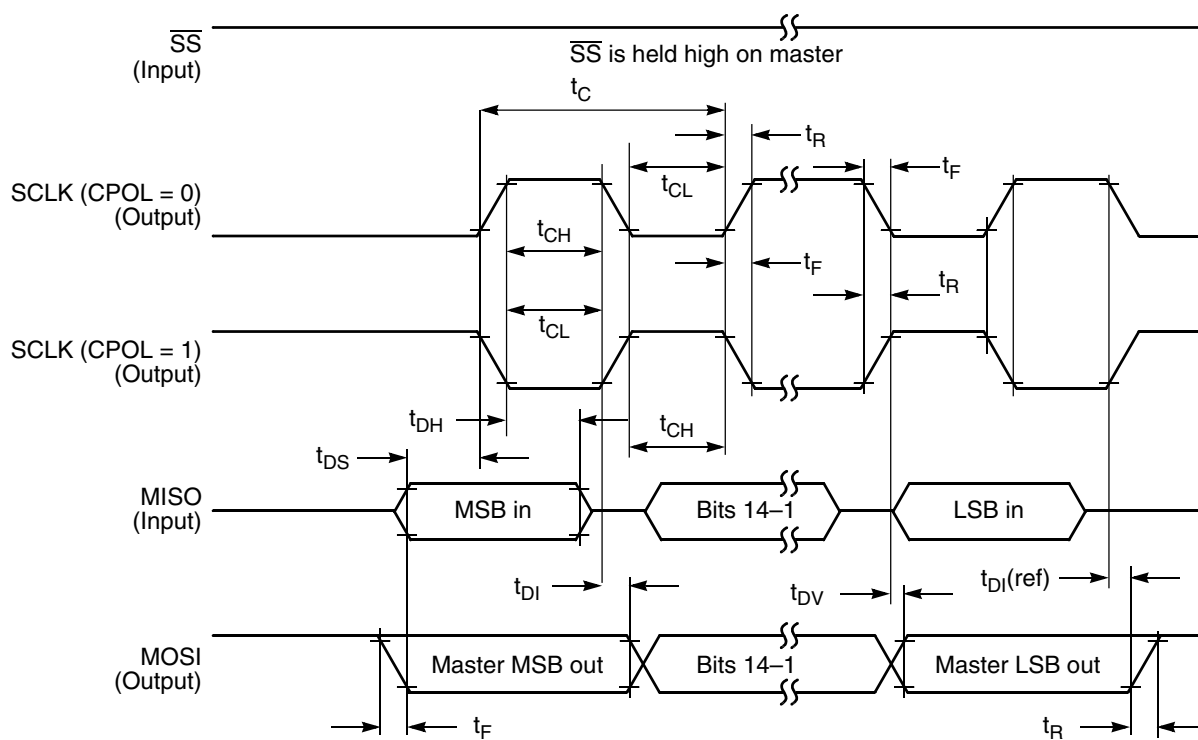 SS
(Input)
SS is held high on master
tC
tR
tF
SCLK (CPOL = 0)
(Output)
tCL
tCH
tF
tR
tCL
SCLK (CPOL = 1)
(Output)
tDH
tCH
tDS
MISO
(Input)
MSB in
Bits 14–1
LSB in
tDI
tDV
tDI(ref)
MOSI
(Output)
Master MSB out
Bits 14–1
Master LSB out
tF
tR